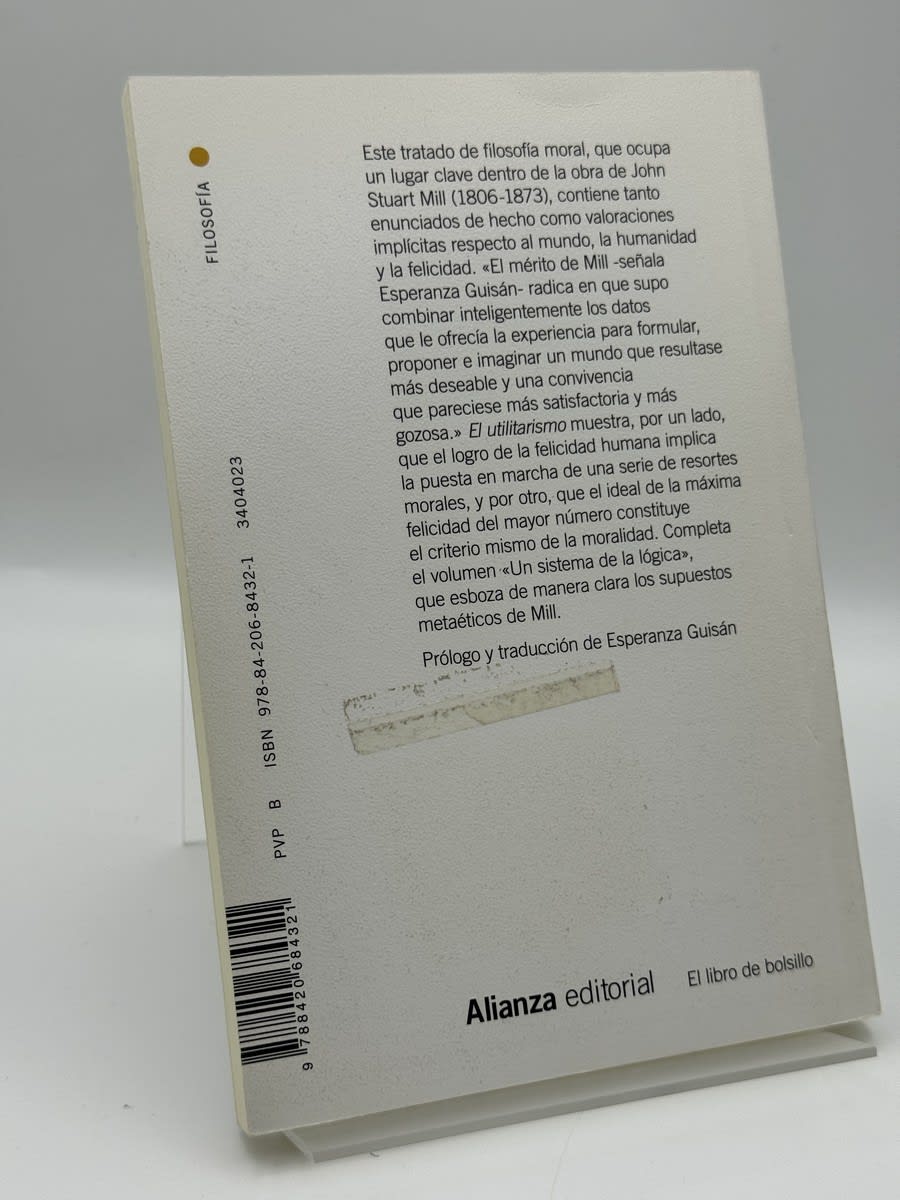 FILOSOFÍA
Este tratado de filosofía moral, que ocupa
un lugar clave dentro de la obra de John
Stuart Mill (1806-1873), contiene tanto
enunciados de hecho como valoraciones
implícitas respecto al mundo, la humanidad
y la felicidad. «El mérito de Mill -señala
Esperanza Guisán- radica en que supo
combinar inteligentemente los datos
que le ofrecía la experiencia para formular,
proponer e imaginar un mundo que resultase
más deseable y una convivencia
que pareciese más satisfactoria y más
gozosa.» El utilitarismo muestra, por un lado,
que el logro de la felicidad humana implica
la puesta en marcha de una serie de resortes
morales, y por otro, que el ideal de la máxima
felicidad del mayor número constituye
el criterio mismo de la moralidad. Completa
el volumen «Un sistema de la lógica»,
que esboza de manera clara los supuestos
metaéticos de Mill.
Prólogo y traducción de Esperanza Guisán
PVP B ISBN 978-84-206-8432-1 3404023
9 788420 684321
Alianza editorial El libro de bolsillo